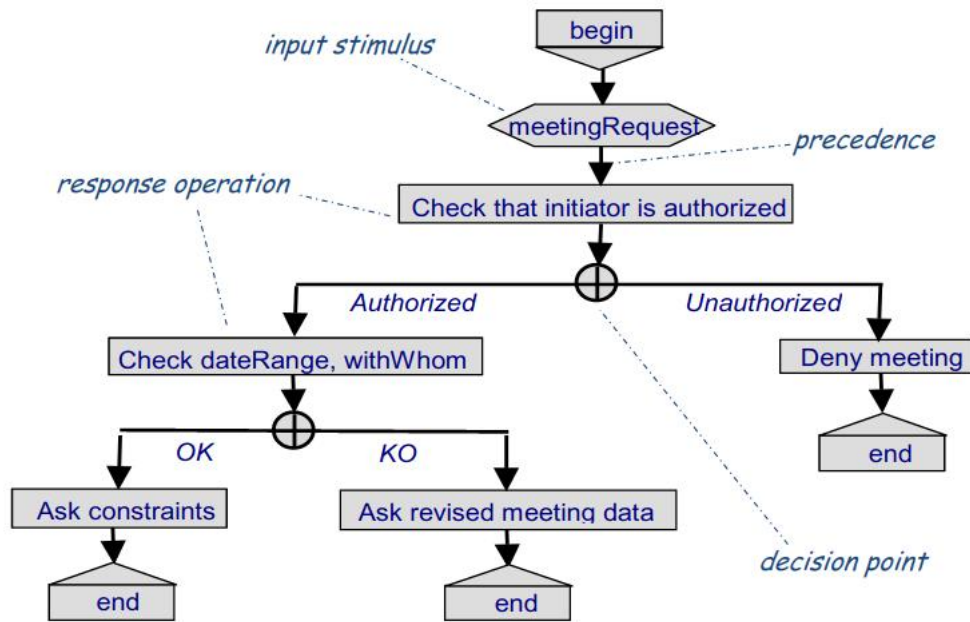 begin
input stimulus
meetingRequest
precedence
response operation
Check that initiator is authorized
Authorized
Unauthorized
Check dateRange, withWhom
Deny meeting
OK
KO
end
Ask constraints
Ask revised meeting data
decision point
end
end